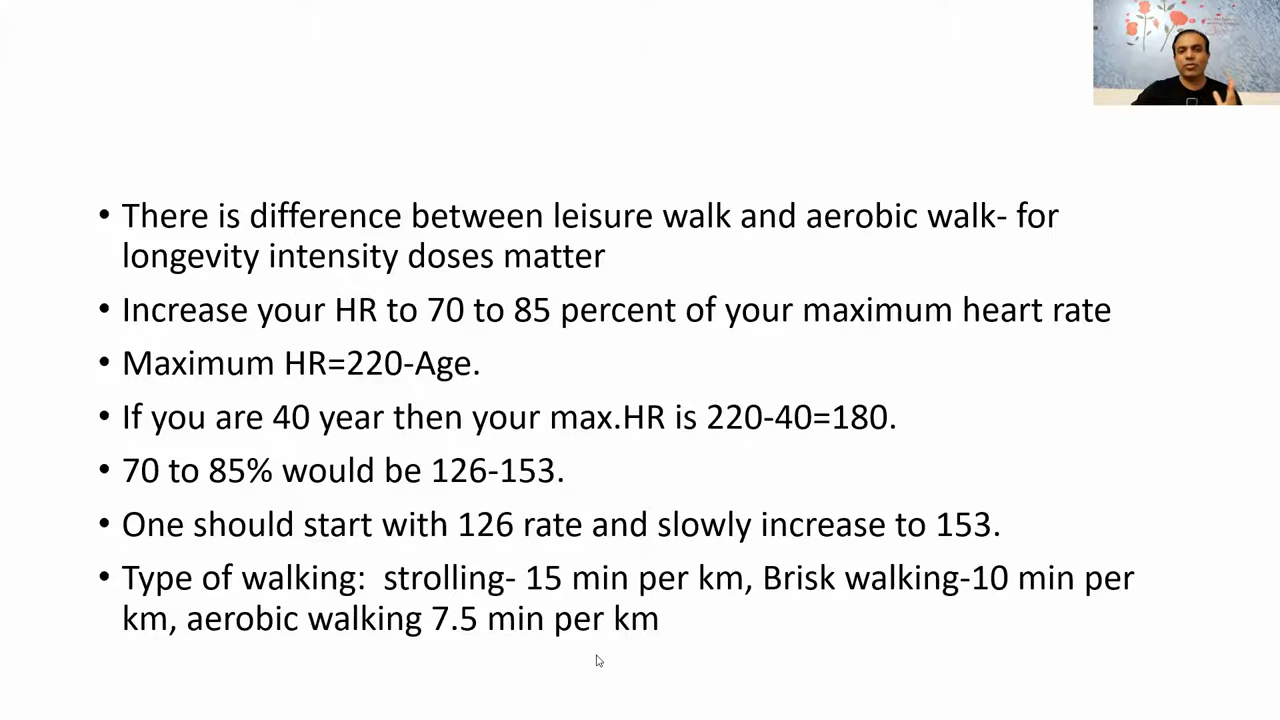 • There is difference between leisure walk and aerobic walk- for
longevity intensity doses matter
• Increase your HR to 70 to 85 percent of your maximum heart rate
• Maximum HR=220-Age.
• If you are 40 year then your max.HR is 220-40=180.
• 70 to 85% would be 126-153.
• One should start with 126 rate and slowly increase to 153.
• Type of walking:  strolling- 15 min per km, Brisk walking-10 min per
km, aerobic walking 7.5 min per km